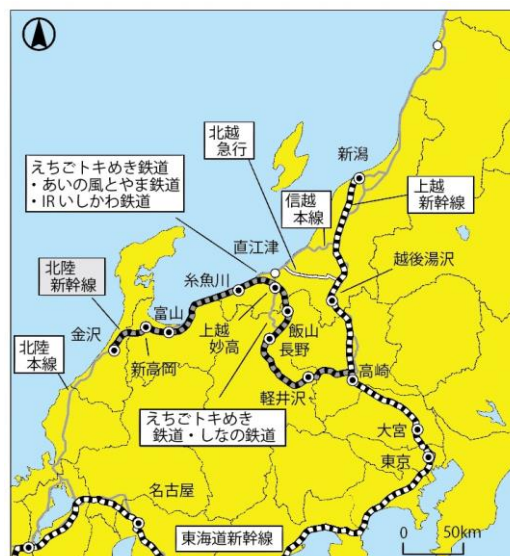 北越
急行
新潟
えちごトキめき鉄道
・あいの風とやま鉄道
・IRいしかわ鉄道
信越
本線
上越
新幹線
直江津
越後湯沢
糸魚川
北陸
新幹線
富山
金沢
上越
妙高
飯山
長野
新高岡
高崎
北陸
本線
軽井沢
えちごトキめき
鉄道・しなの鉄道
大宮
東京
名古屋
東海道新幹線
0 50km